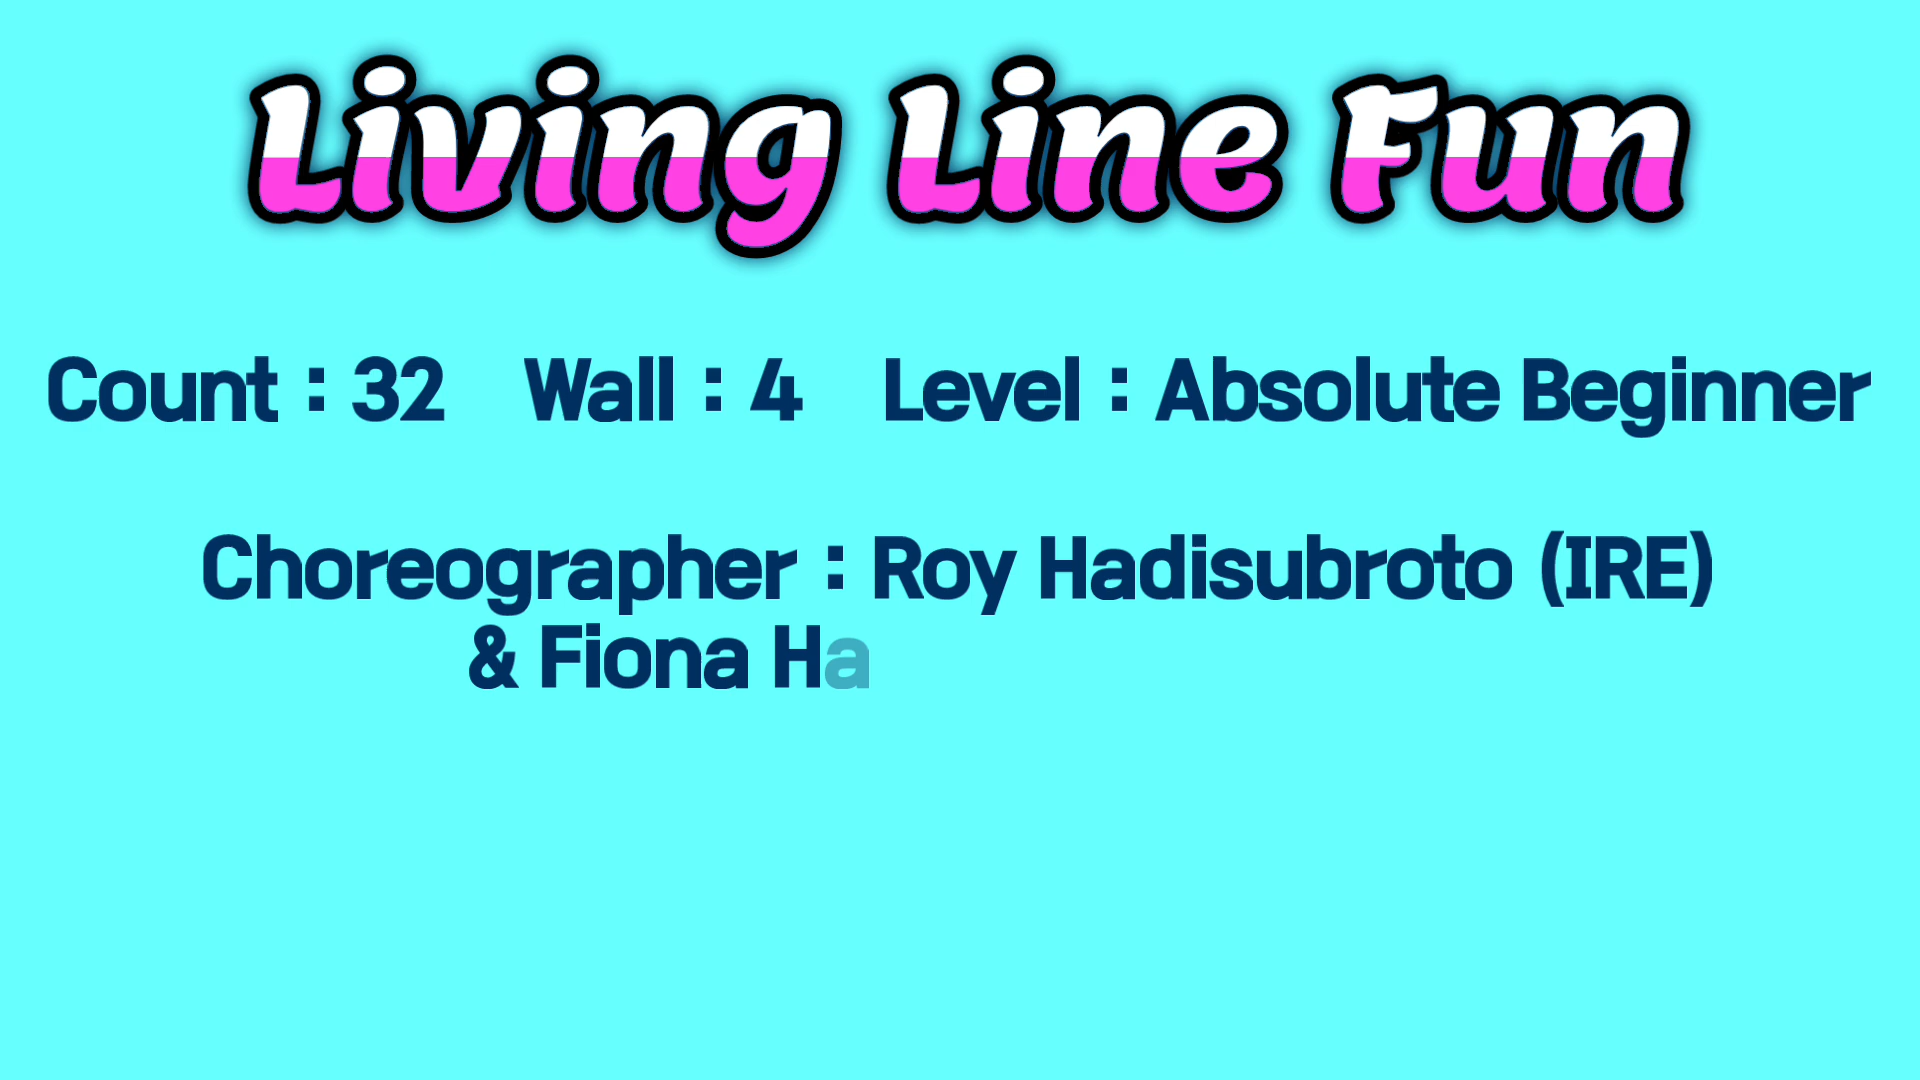 Living Line Fun
Count : 32 Wall : 4 Level : Absolute Beginner
Choreographer : Roy Hadisubroto (IRE)
& Fiona Ha